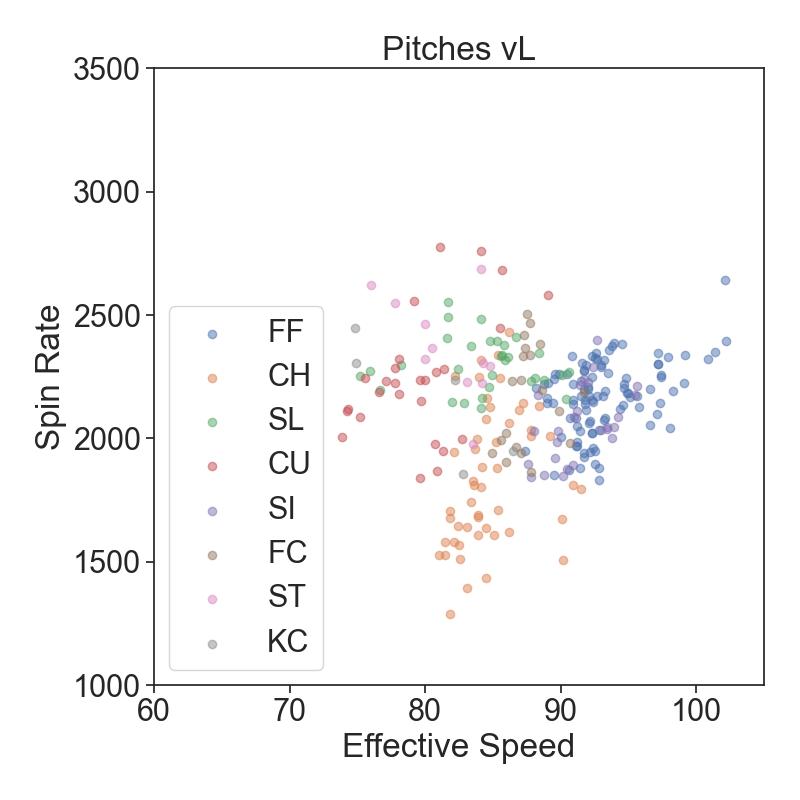 Pitches vL
3500
3000
2500
2000
1500
1000
Spin Rate
FF
CH
SL
CU
SI
FC
ST
KC
60 70 80 90 100
Effective Speed